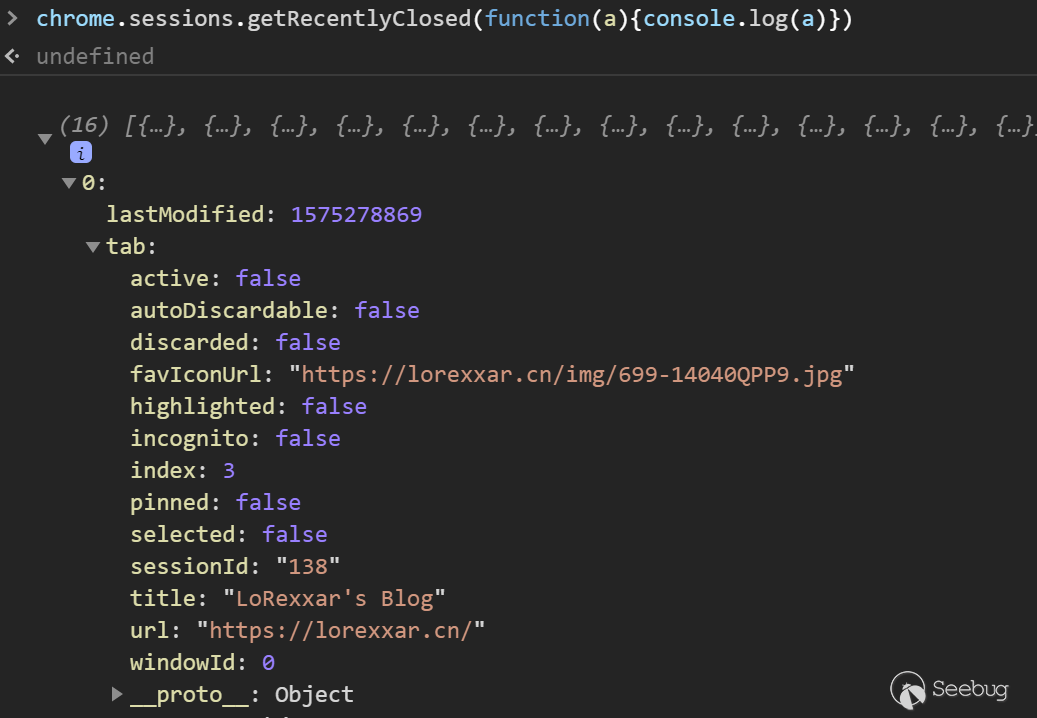 > chrome.sessions.getRecentlyClosed(function(a){console.log(a)})
undefined
(16) [{…}, {…}, {…}, {…}, {…}, {…}, {…}, {…}, {…}, {…}, {…}, {…}, {…}, {…}
i
0:
lastModified: 1575278869
tab:
active: false
autoDiscardable: false
discarded: false
favIconUrl: "https://lorexxar.cn/img/699-14040QPP9.jpg"
highlighted: false
incognito: false
index: 3
pinned: false
selected: false
sessionId: "138"
title: "LoRexxar's Blog"
url: "https://lorexxar.cn/"
windowId: 0
__proto__: Object
Seebug